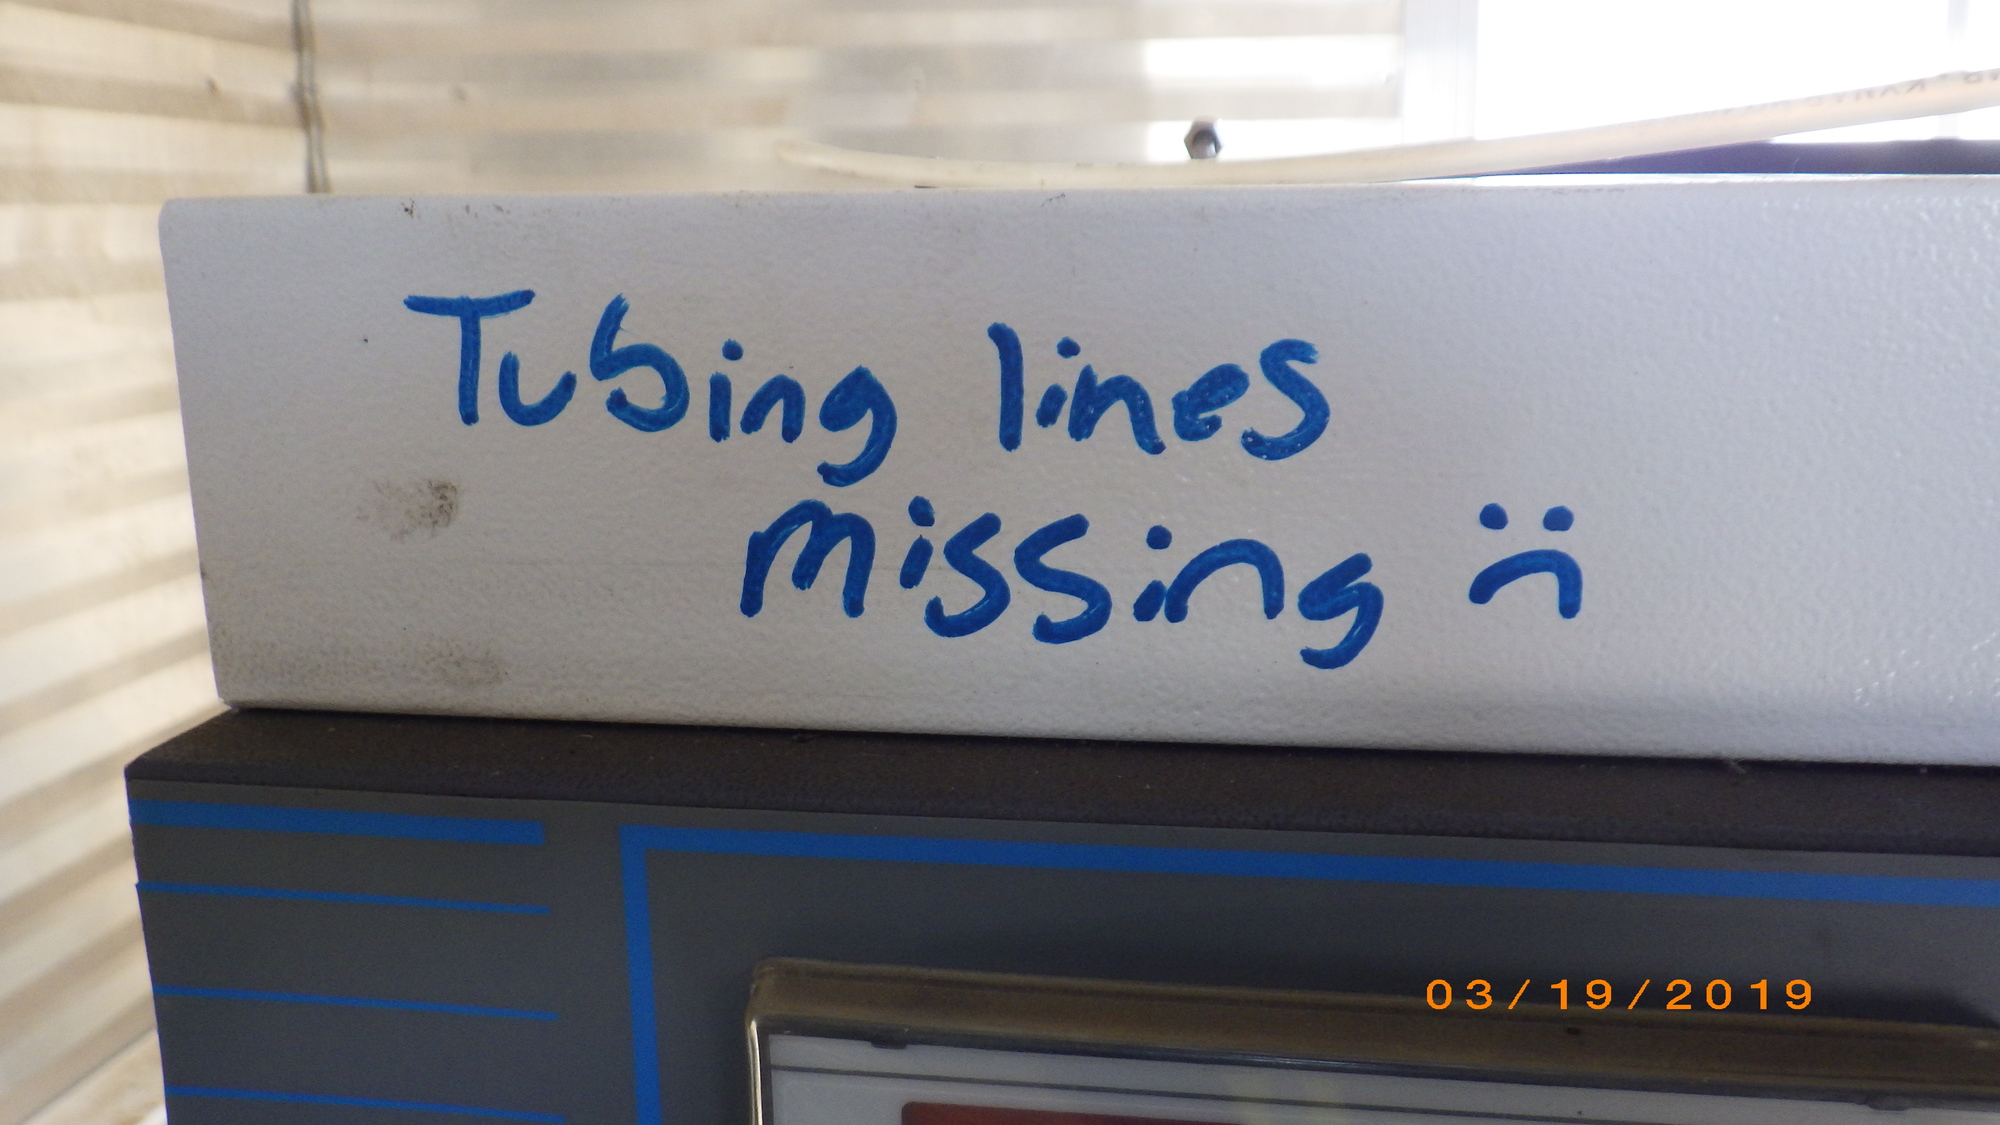 Tubing lines
missing :(
03/19/2019